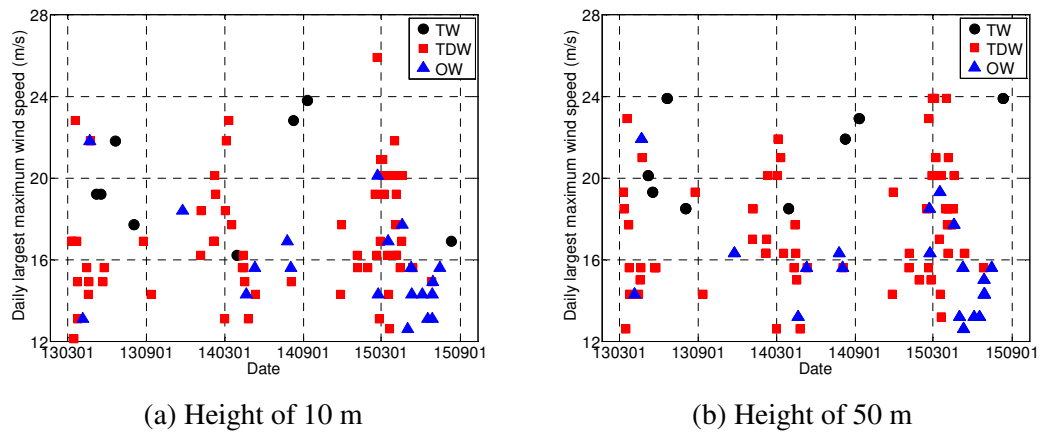 28
24
20
16
12
Daily largest maximum wind speed (m/s)
130301 130901 140301 140901 150301 150901
Date
TW
TDW
OW
(a) Height of 10 m
28
24
20
16
12
Daily largest maximum wind speed (m/s)
130301 130901 140301 140901 150301 150901
Date
TW
TDW
OW
(b) Height of 50 m